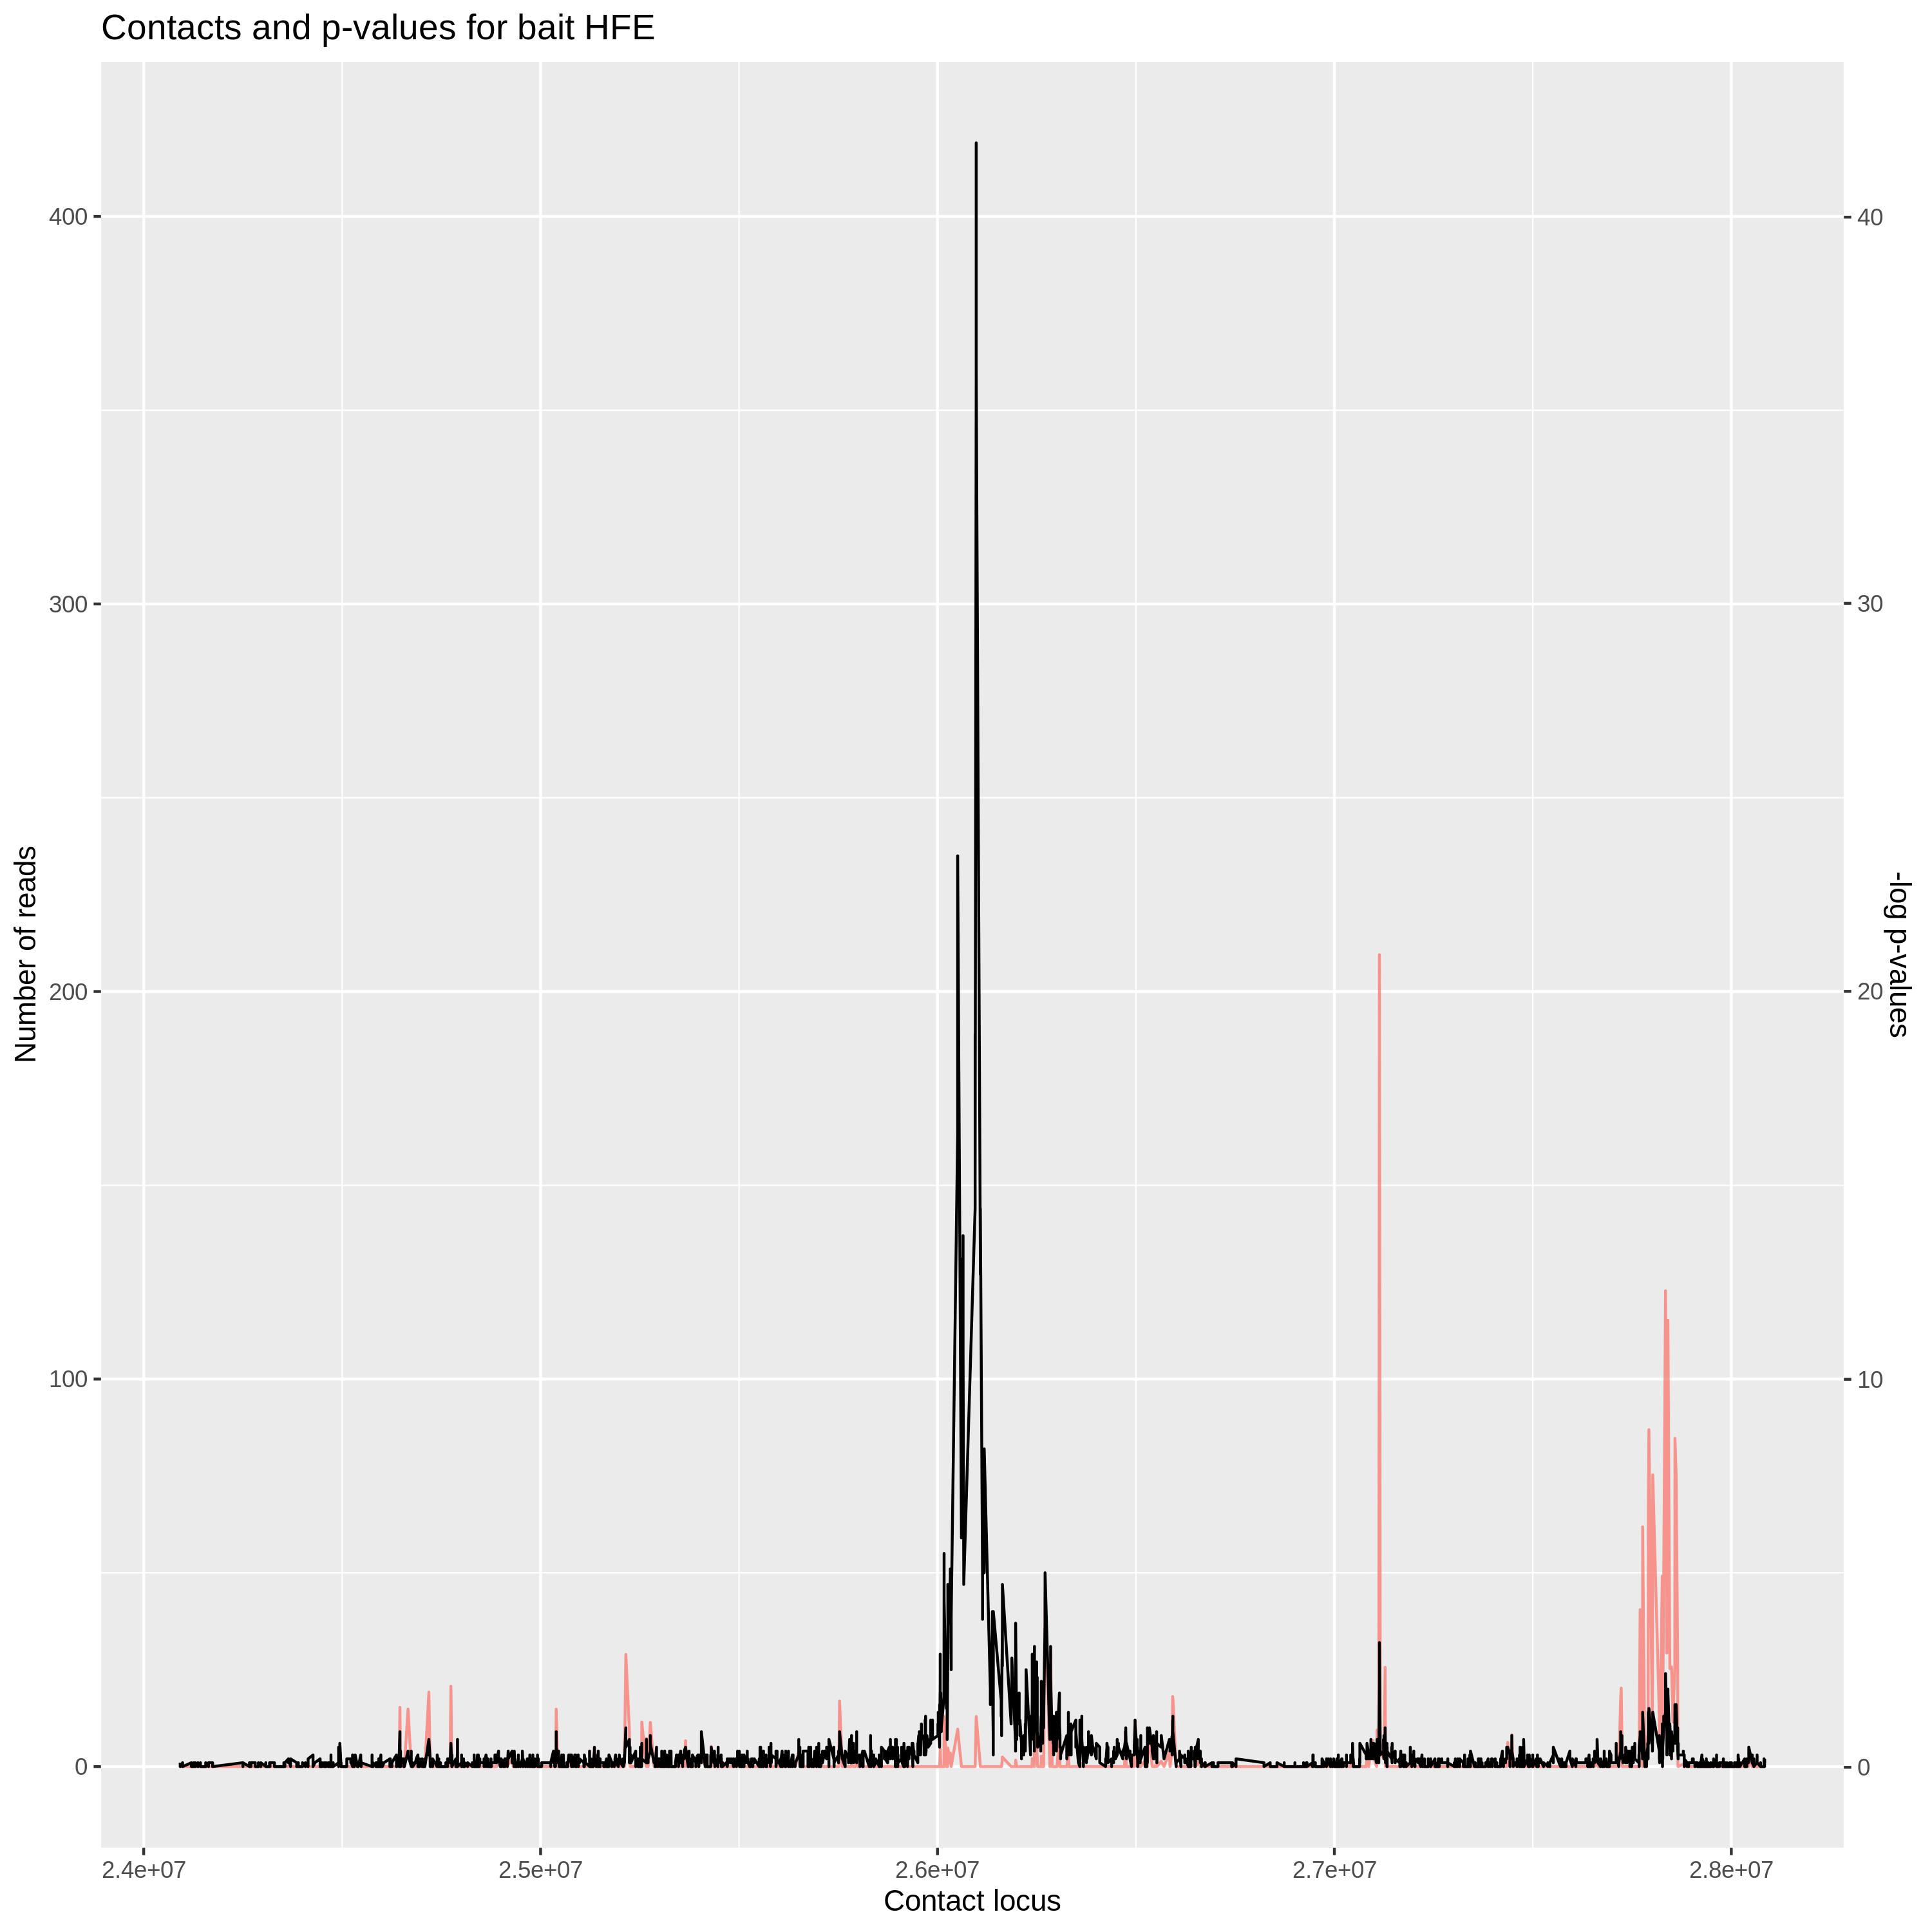 Contacts and p-values for bait HFE
400
300
200
100
0
40
30
20
10
0
Number of reads
-log p-values
2.4e+07
2.5e+07
2.6e+07
2.7e+07
2.8e+07
Contact locus